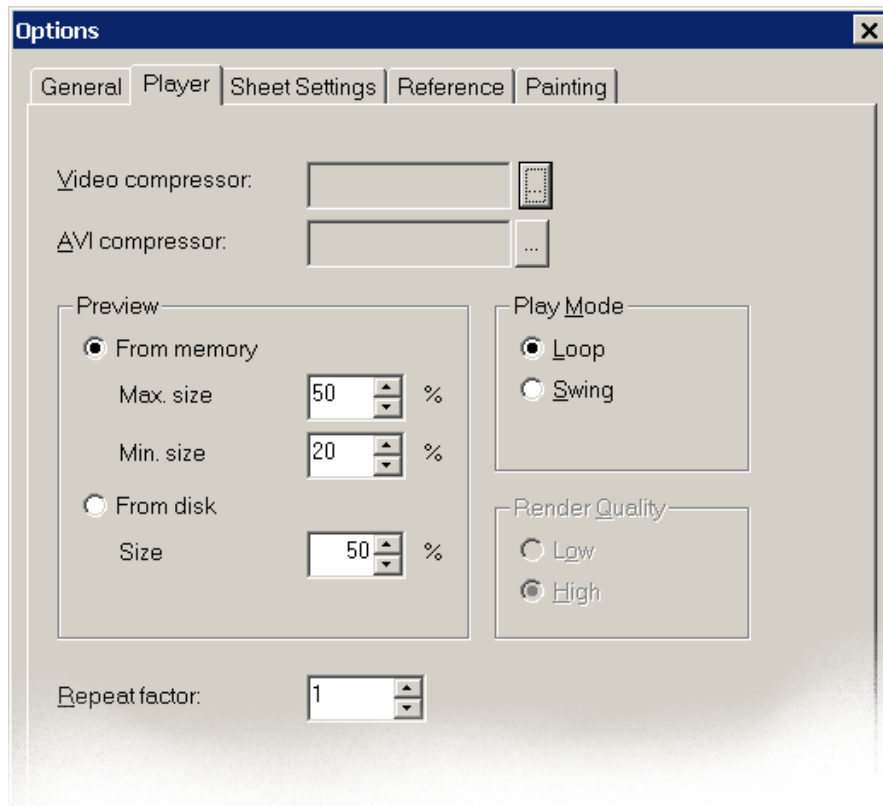 Options
General Player Sheet Settings Reference Painting
Video compressor: ...
AVI compressor: ...
Preview
From memory
Max. size 50 %
Min. size 20 %
From disk
Size 50 %
Play Mode
Loop
Swing
Render Quality
Low
High
Repeat factor: 1